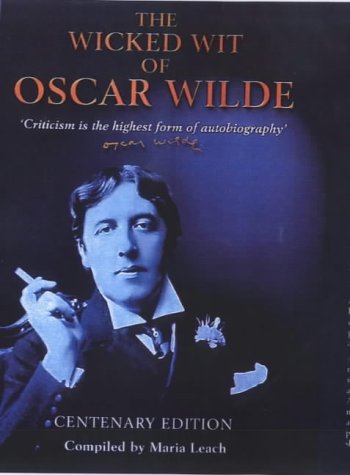 THE
WICKED WIT
OF
OSCAR WILDE
‘Criticism is the highest form of autobiography’
oscar wilde
CENTENARY EDITION
Compiled by Maria Leach